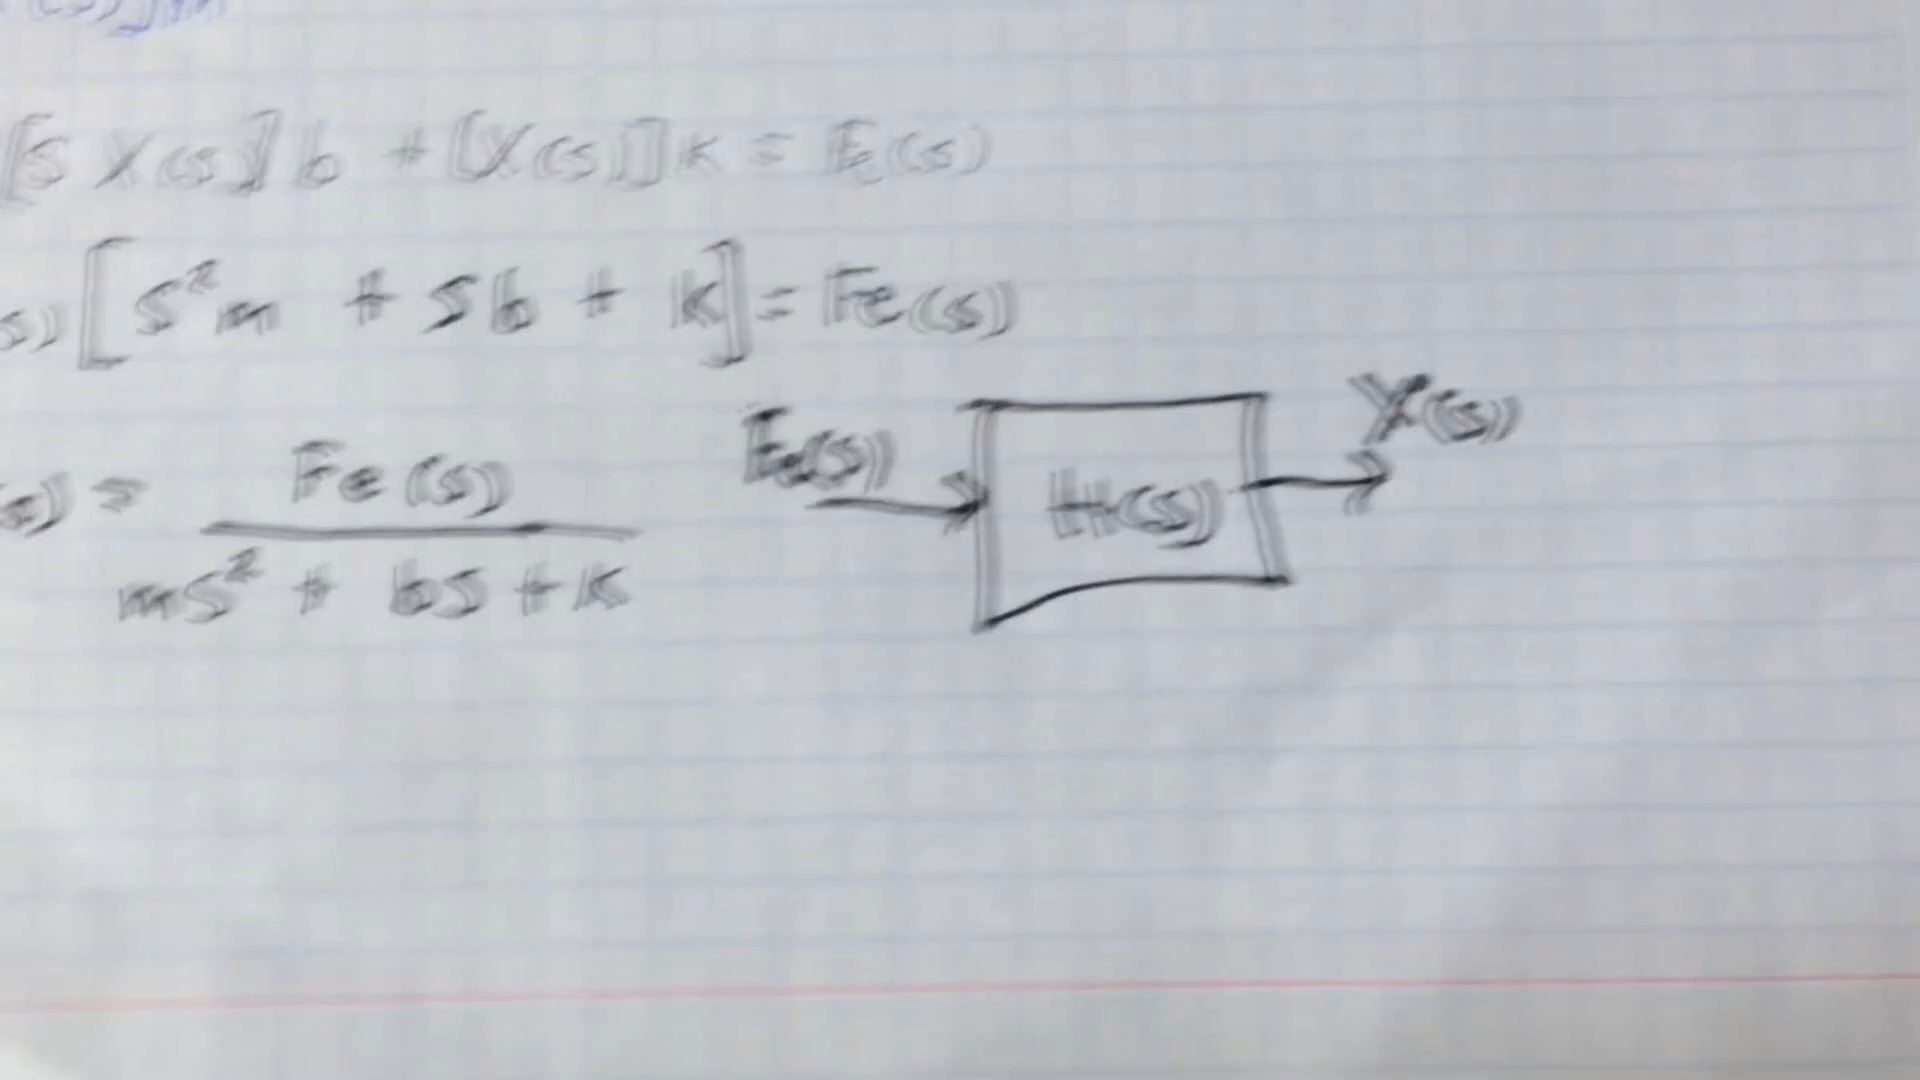 [S X(s)] b + [X(s)] k = Fe(s)
s) [s²m + sb + k] = Fe(s)
Fe(s) X(s)
s) = Fe(s) H(s)
ms² + bs + k